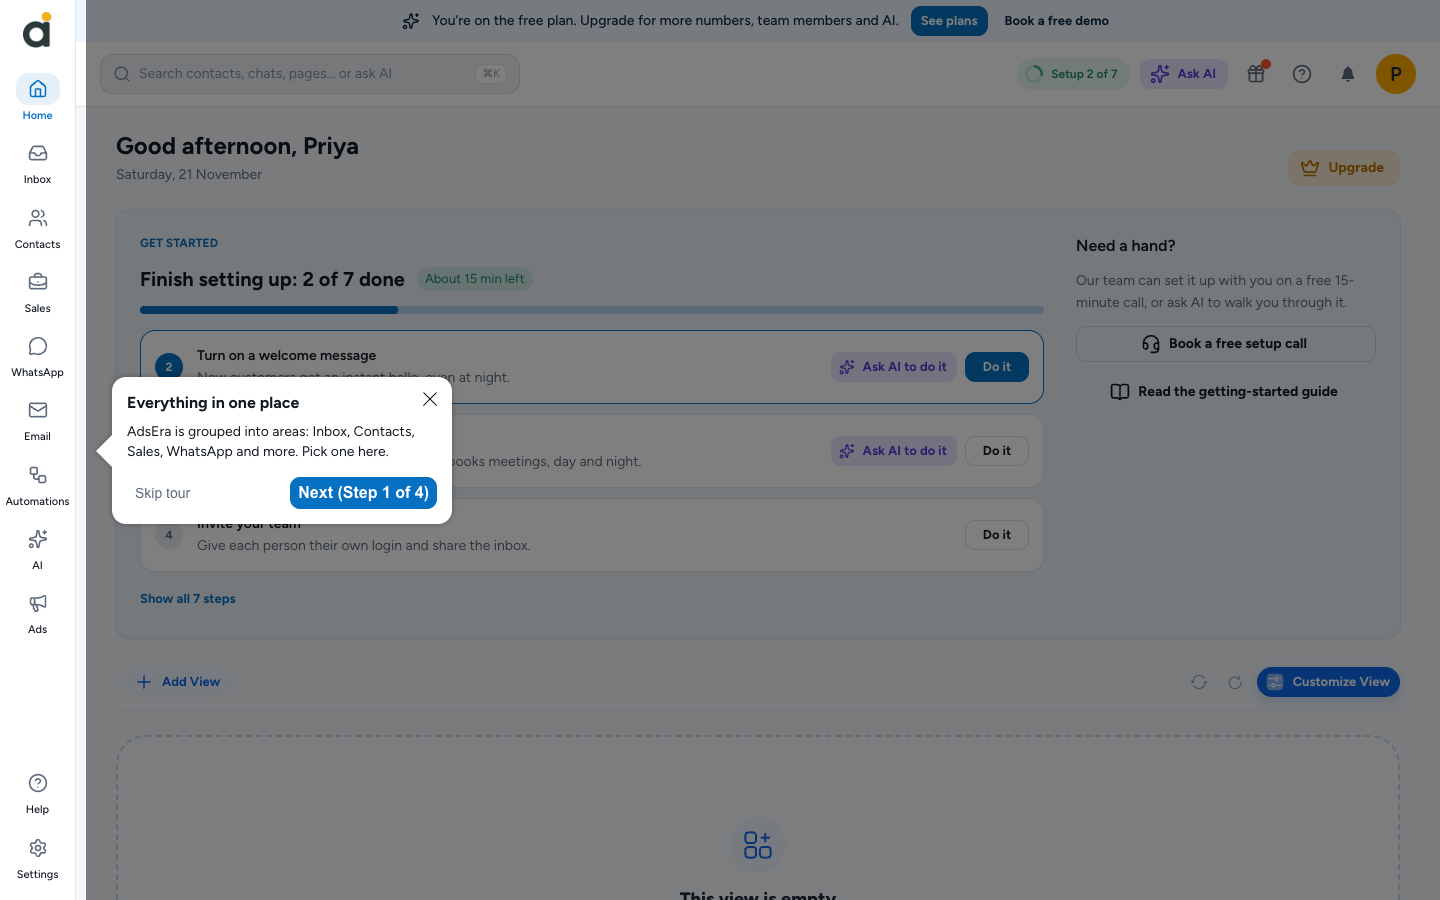 You're on the free plan. Upgrade for more numbers, team members and AI.
See plans
Book a free demo
Search contacts, chats, pages... or ask AI
⌘K
Setup 2 of 7
Ask AI
P
Home
Inbox
Contacts
Sales
WhatsApp
Email
Automations
AI
Ads
Help
Settings
Good afternoon, Priya
Saturday, 21 November
Upgrade
GET STARTED
Finish setting up: 2 of 7 done
About 15 min left
2
Turn on a welcome message
at night.
Ask AI to do it
Do it
books meetings, day and night.
Ask AI to do it
Do it
4
Invite your team
Give each person their own login and share the inbox.
Do it
Show all 7 steps
Need a hand?
Our team can set it up with you on a free 15-
minute call, or ask AI to walk you through it.
Book a free setup call
Read the getting-started guide
Everything in one place
AdsEra is grouped into areas: Inbox, Contacts,
Sales, WhatsApp and more. Pick one here.
Skip tour
Next (Step 1 of 4)
Add View
Customize View
This view is empty